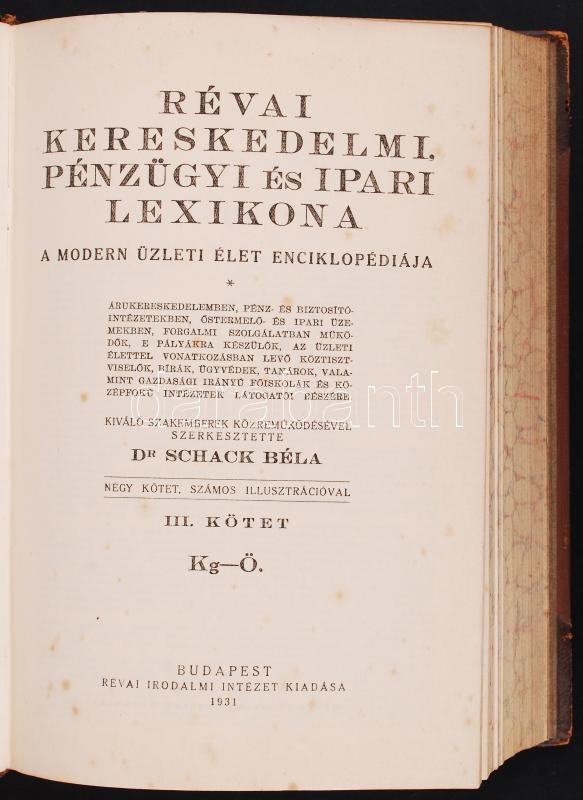 RÉVAI
KERESKEDELMI,
PÉNZÜGYI ÉS IPARI
LEXIKONA
A MODERN ÜZLETI ÉLET ENCIKLOPÉDIÁJA
*
ÁRUKERESKEDELEMBEN, PÉNZ- ÉS BIZTOSÍTÓ-
INTÉZETEKBEN, ŐSTERMELŐ- ÉS IPARI ÜZE-
MEKBEN, FORGALMI SZOLGÁLATBAN MŰKÖ-
DŐK, E PÁLYÁKRA KÉSZÜLŐK, AZ ÜZLETI
ÉLETTEL VONATKOZÁSBAN LEVŐ KÖZTISZT-
VISELŐK, BÍRÁK, ÜGYVÉDEK, TANÁROK, VALA-
MINT GAZDASÁGI IRÁNYÚ FŐISKOLÁK ÉS KÖ-
ZÉPFOKÚ INTÉZETEK LÁTOGATÓI RÉSZÉRE
darabanth
KIVÁLÓ SZAKEMBEREK KÖZREMŰKÖDÉSÉVEL
SZERKESZTETTE
DR SCHACK BÉLA
NÉGY KÖTET, SZÁMOS ILLUSZTRÁCIÓVAL
III. KÖTET
Kg—Ö.
BUDAPEST
RÉVAI IRODALMI INTÉZET KIADÁSA
1931